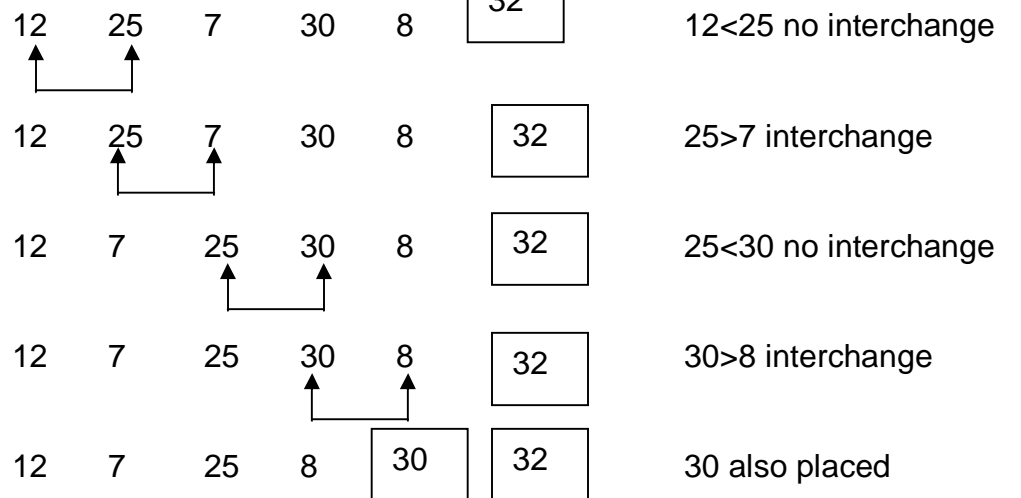 12 25 7 30 8 32 12<25 no interchange
12 25 7 30 8 32 25>7 interchange
12 7 25 30 8 32 25<30 no interchange
12 7 25 30 8 32 30>8 interchange
12 7 25 8 30 32 30 also placed